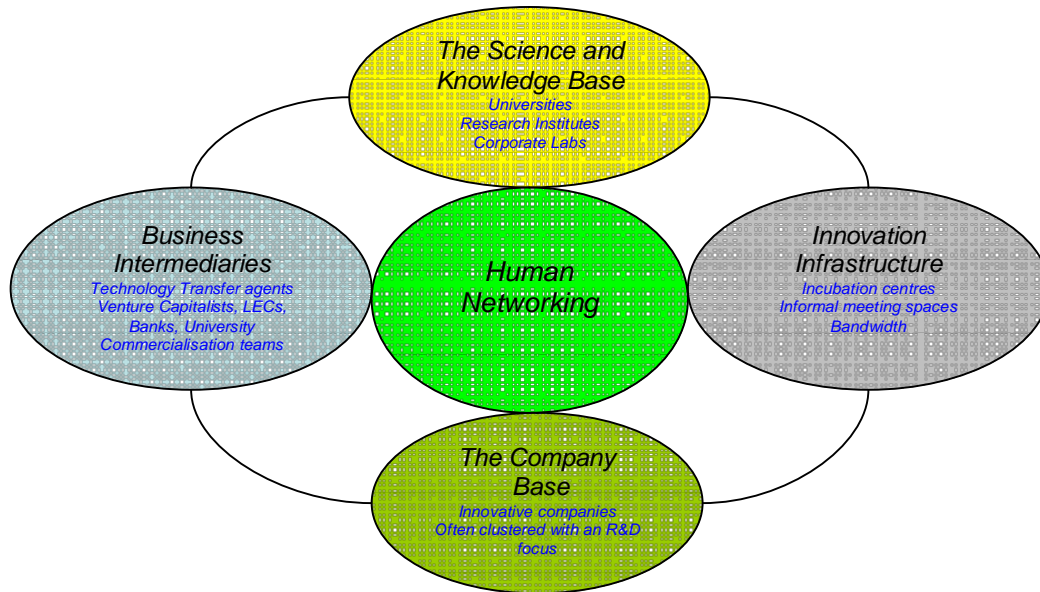 The Science and
Knowledge Base
Universities
Research Institutes
Corporate Labs
Business
Intermediaries
Technology Transfer agents
Venture Capitalists, LECs,
Banks, University
Commercialisation teams
Human
Networking
Innovation
Infrastructure
Incubation centres
Informal meeting spaces
Bandwidth
The Company
Base
Innovative companies
Often clustered with an R&D
focus